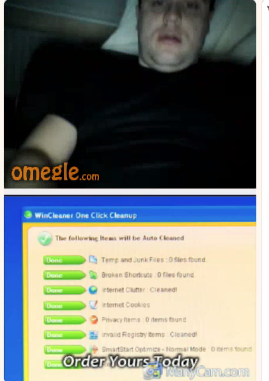 omegle.com
WinCleaner One Click Cleanup
The following Items will be Auto Cleaned
Done Temp and Junk Files : 0 files found
Done Broken Shortcuts : 0 files found
Done Internet Clutter : Cleaned!
Done Internet Cookies
Done Privacy Items : 0 items found
Done Invalid Registry Items : Cleaned!
Done SmartStart Optimize - Normal Mode : 0 items found
Order Yours Today
ManyCam.com